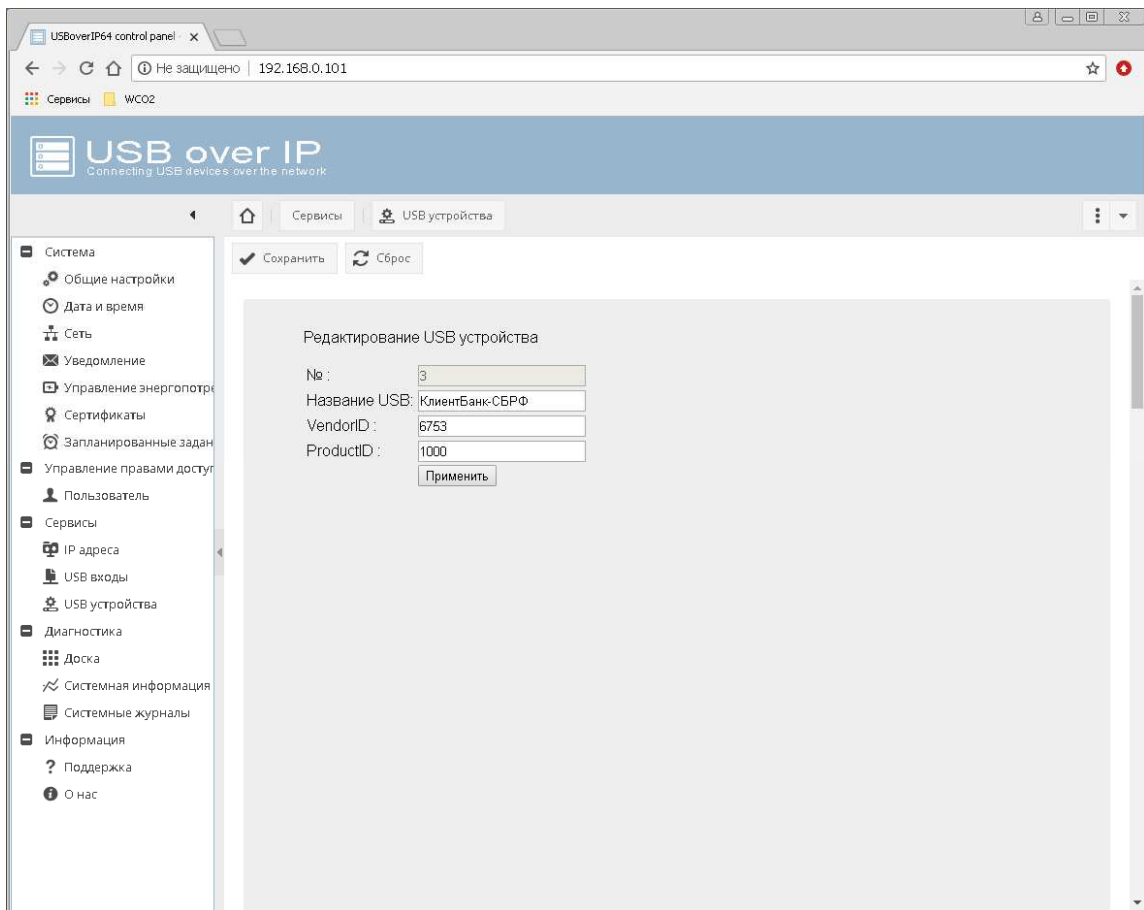 USBoverIP64 control panel -
Не защищено | 192.168.0.101
Сервисы WCO2
USB over IP
Connecting USB devices over the network
Сервисы USB устройства
Сохранить Сброс
Система
Общие настройки
Дата и время
Сеть
Уведомление
Управление энергопотре
Сертификаты
Запланированные задан
Управление правами доступ
Пользователь
Сервисы
IP адреса
USB входы
USB устройства
Диагностика
Доска
Системная информация
Системные журналы
Информация
Поддержка
О нас
Редактирование USB устройства
№ : 3
Название USB: КлиентБанк-СБРФ
VendorID : 6753
ProductID : 1000
Применить